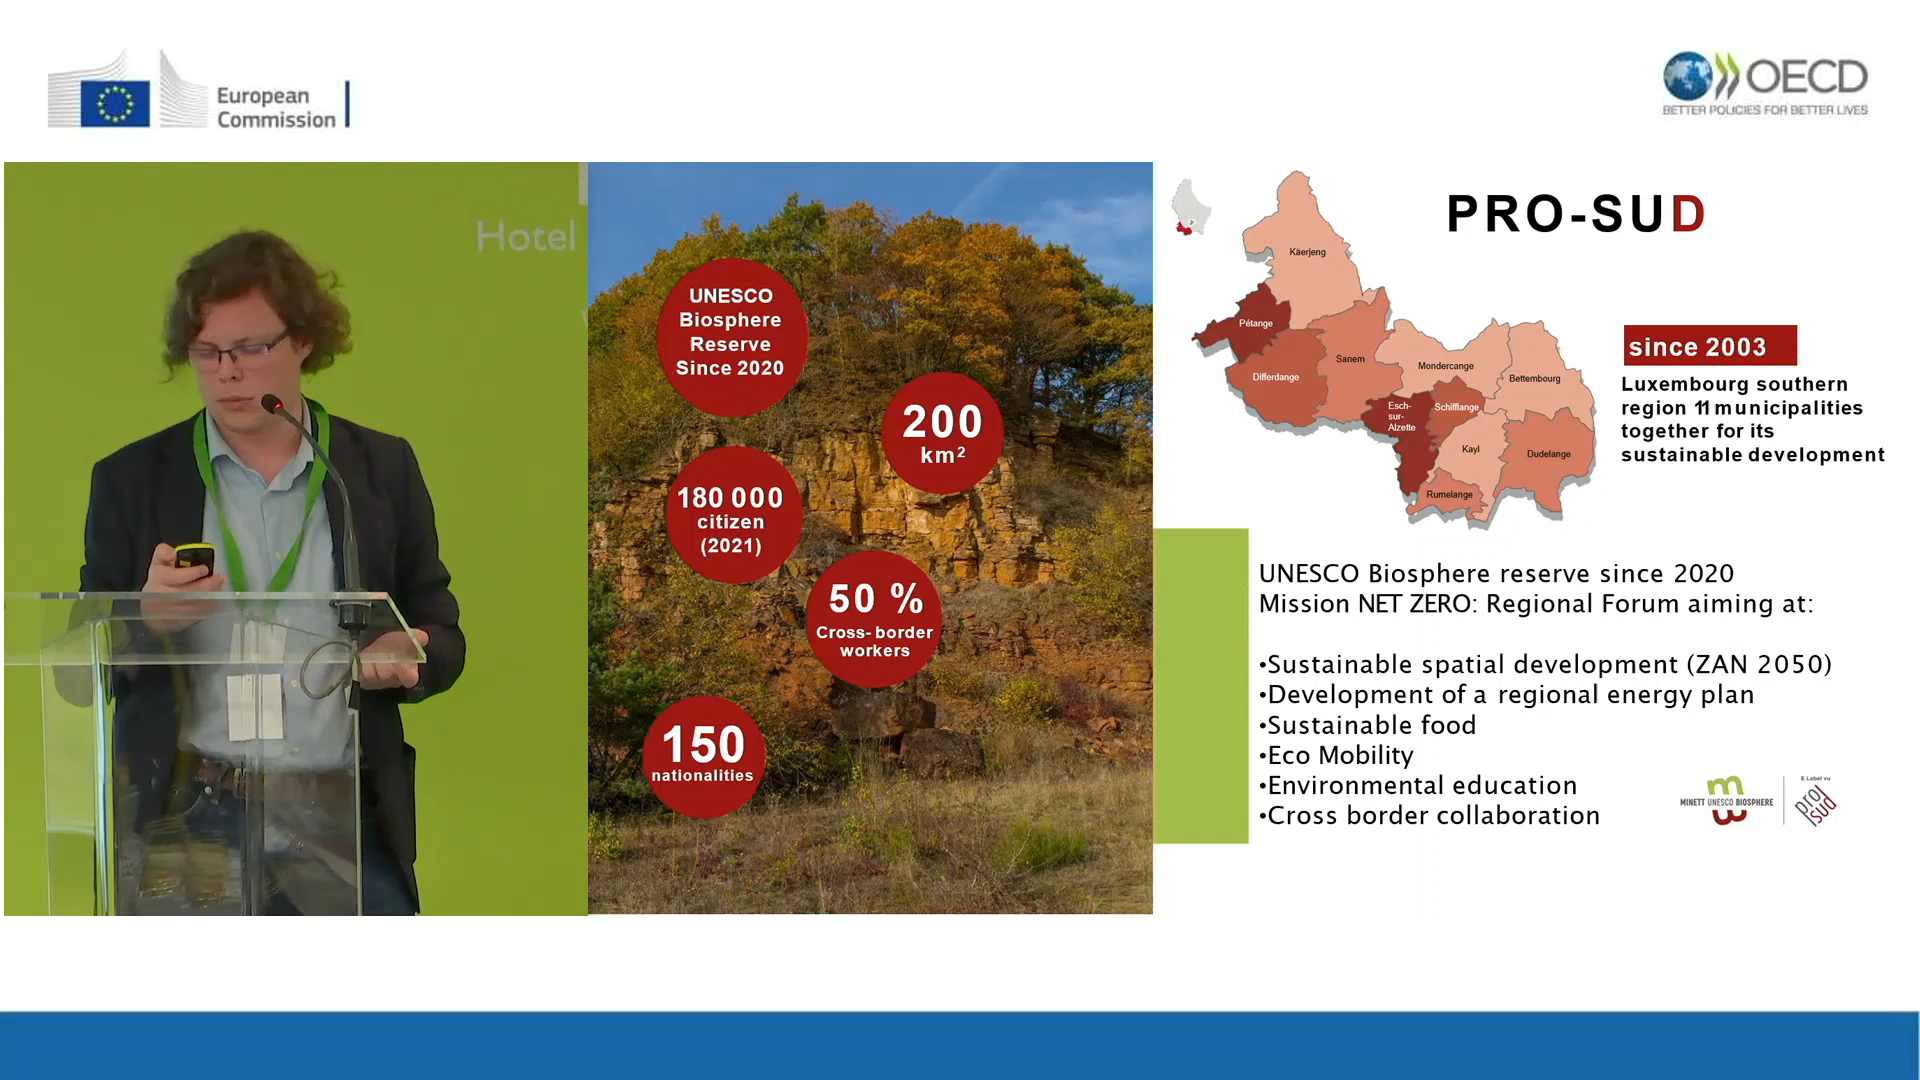 European
Commission
OECD
BETTER POLICIES FOR BETTER LIVES
Hotel
UNESCO
Biosphere
Reserve
Since 2020
200
km²
180 000
citizen
(2021)
50 %
Cross- border
workers
150
nationalities
PRO-SUD
Käerjeng
Pétange
Differdange
Sanem
Mondercange
Bettembourg
Esch-
sur-
Alzette
Schifflange
Kayl
Dudelange
Rumelange
since 2003
Luxembourg southern
region 11 municipalities
together for its
sustainable development
UNESCO Biosphere reserve since 2020
Mission NET ZERO: Regional Forum aiming at:
•Sustainable spatial development (ZAN 2050)
•Development of a regional energy plan
•Sustainable food
•Eco Mobility
•Environmental education
•Cross border collaboration
MINETT UNESCO BIOSPHERE
E Label vu
pro
sud